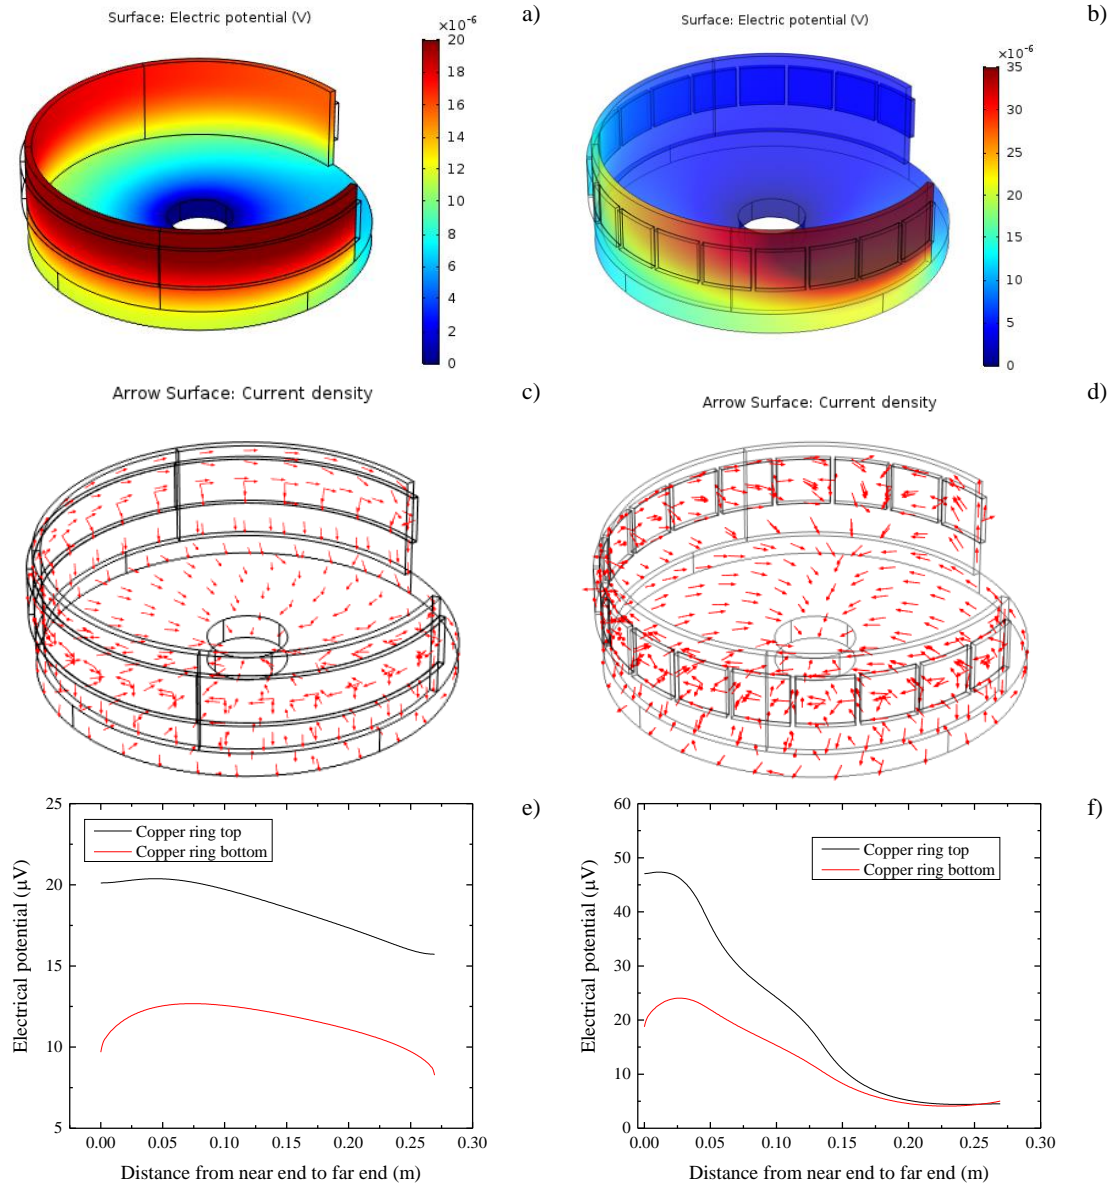 Surface: Electric potential (V)
a)
×10⁻⁶
20
18
16
14
12
10
8
6
4
2
0
Surface: Electric potential (V)
b)
×10⁻⁶
35
30
25
20
15
10
5
0
Arrow Surface: Current density
c)
Arrow Surface: Current density
d)
e)
25
20
15
10
5
Electrical potential (µV)
Copper ring top
Copper ring bottom
0.00 0.05 0.10 0.15 0.20 0.25 0.30
Distance from near end to far end (m)
f)
60
50
40
30
20
10
0
Electrical potential (µV)
Copper ring top
Copper ring bottom
0.00 0.05 0.10 0.15 0.20 0.25 0.30
Distance from near end to far end (m)